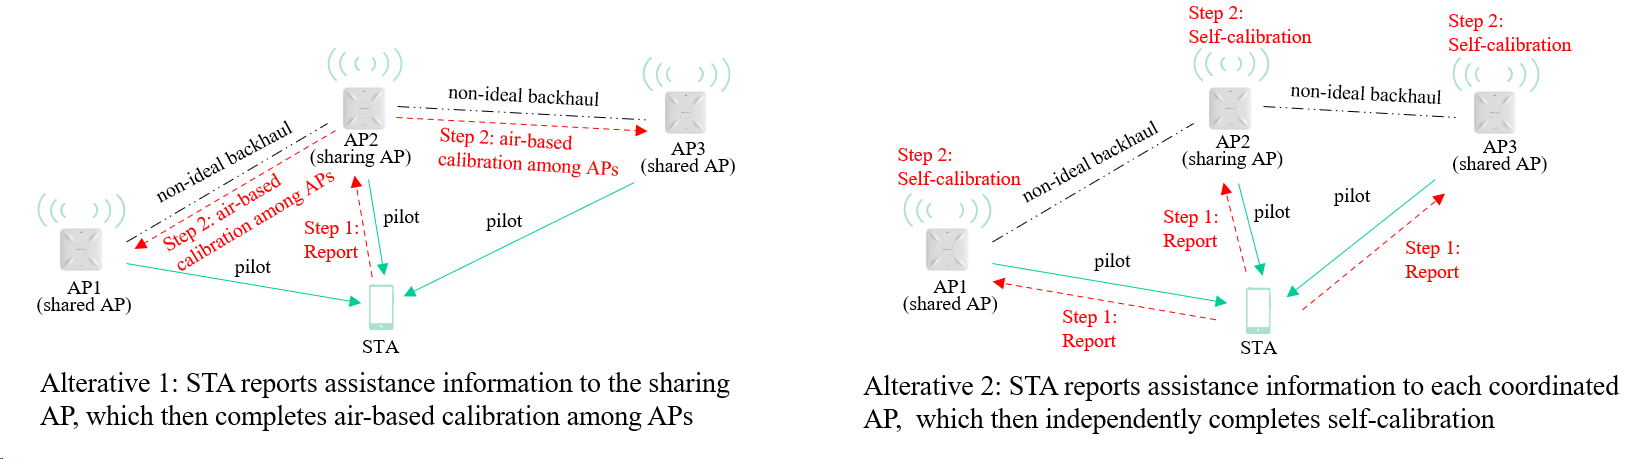 non-ideal backhaul
AP2
(sharing AP)
Step 2: air-based
calibration among APs
AP3
(shared AP)
non-ideal backhaul
Step 2: air-based
calibration among APs
Step 1:
Report
pilot
pilot
pilot
AP1
(shared AP)
STA
Alterative 1: STA reports assistance information to the sharing
AP, which then completes air-based calibration among APs
Step 2:
Self-calibration
Step 2:
Self-calibration
non-ideal backhaul
AP2
(sharing AP)
AP3
(shared AP)
non-ideal backhaul
Step 2:
Self-calibration
Step 1:
Report
pilot
pilot
Step 1:
Report
pilot
AP1
(shared AP)
Step 1:
Report
STA
Alterative 2: STA reports assistance information to each coordinated
AP,  which then independently completes self-calibration